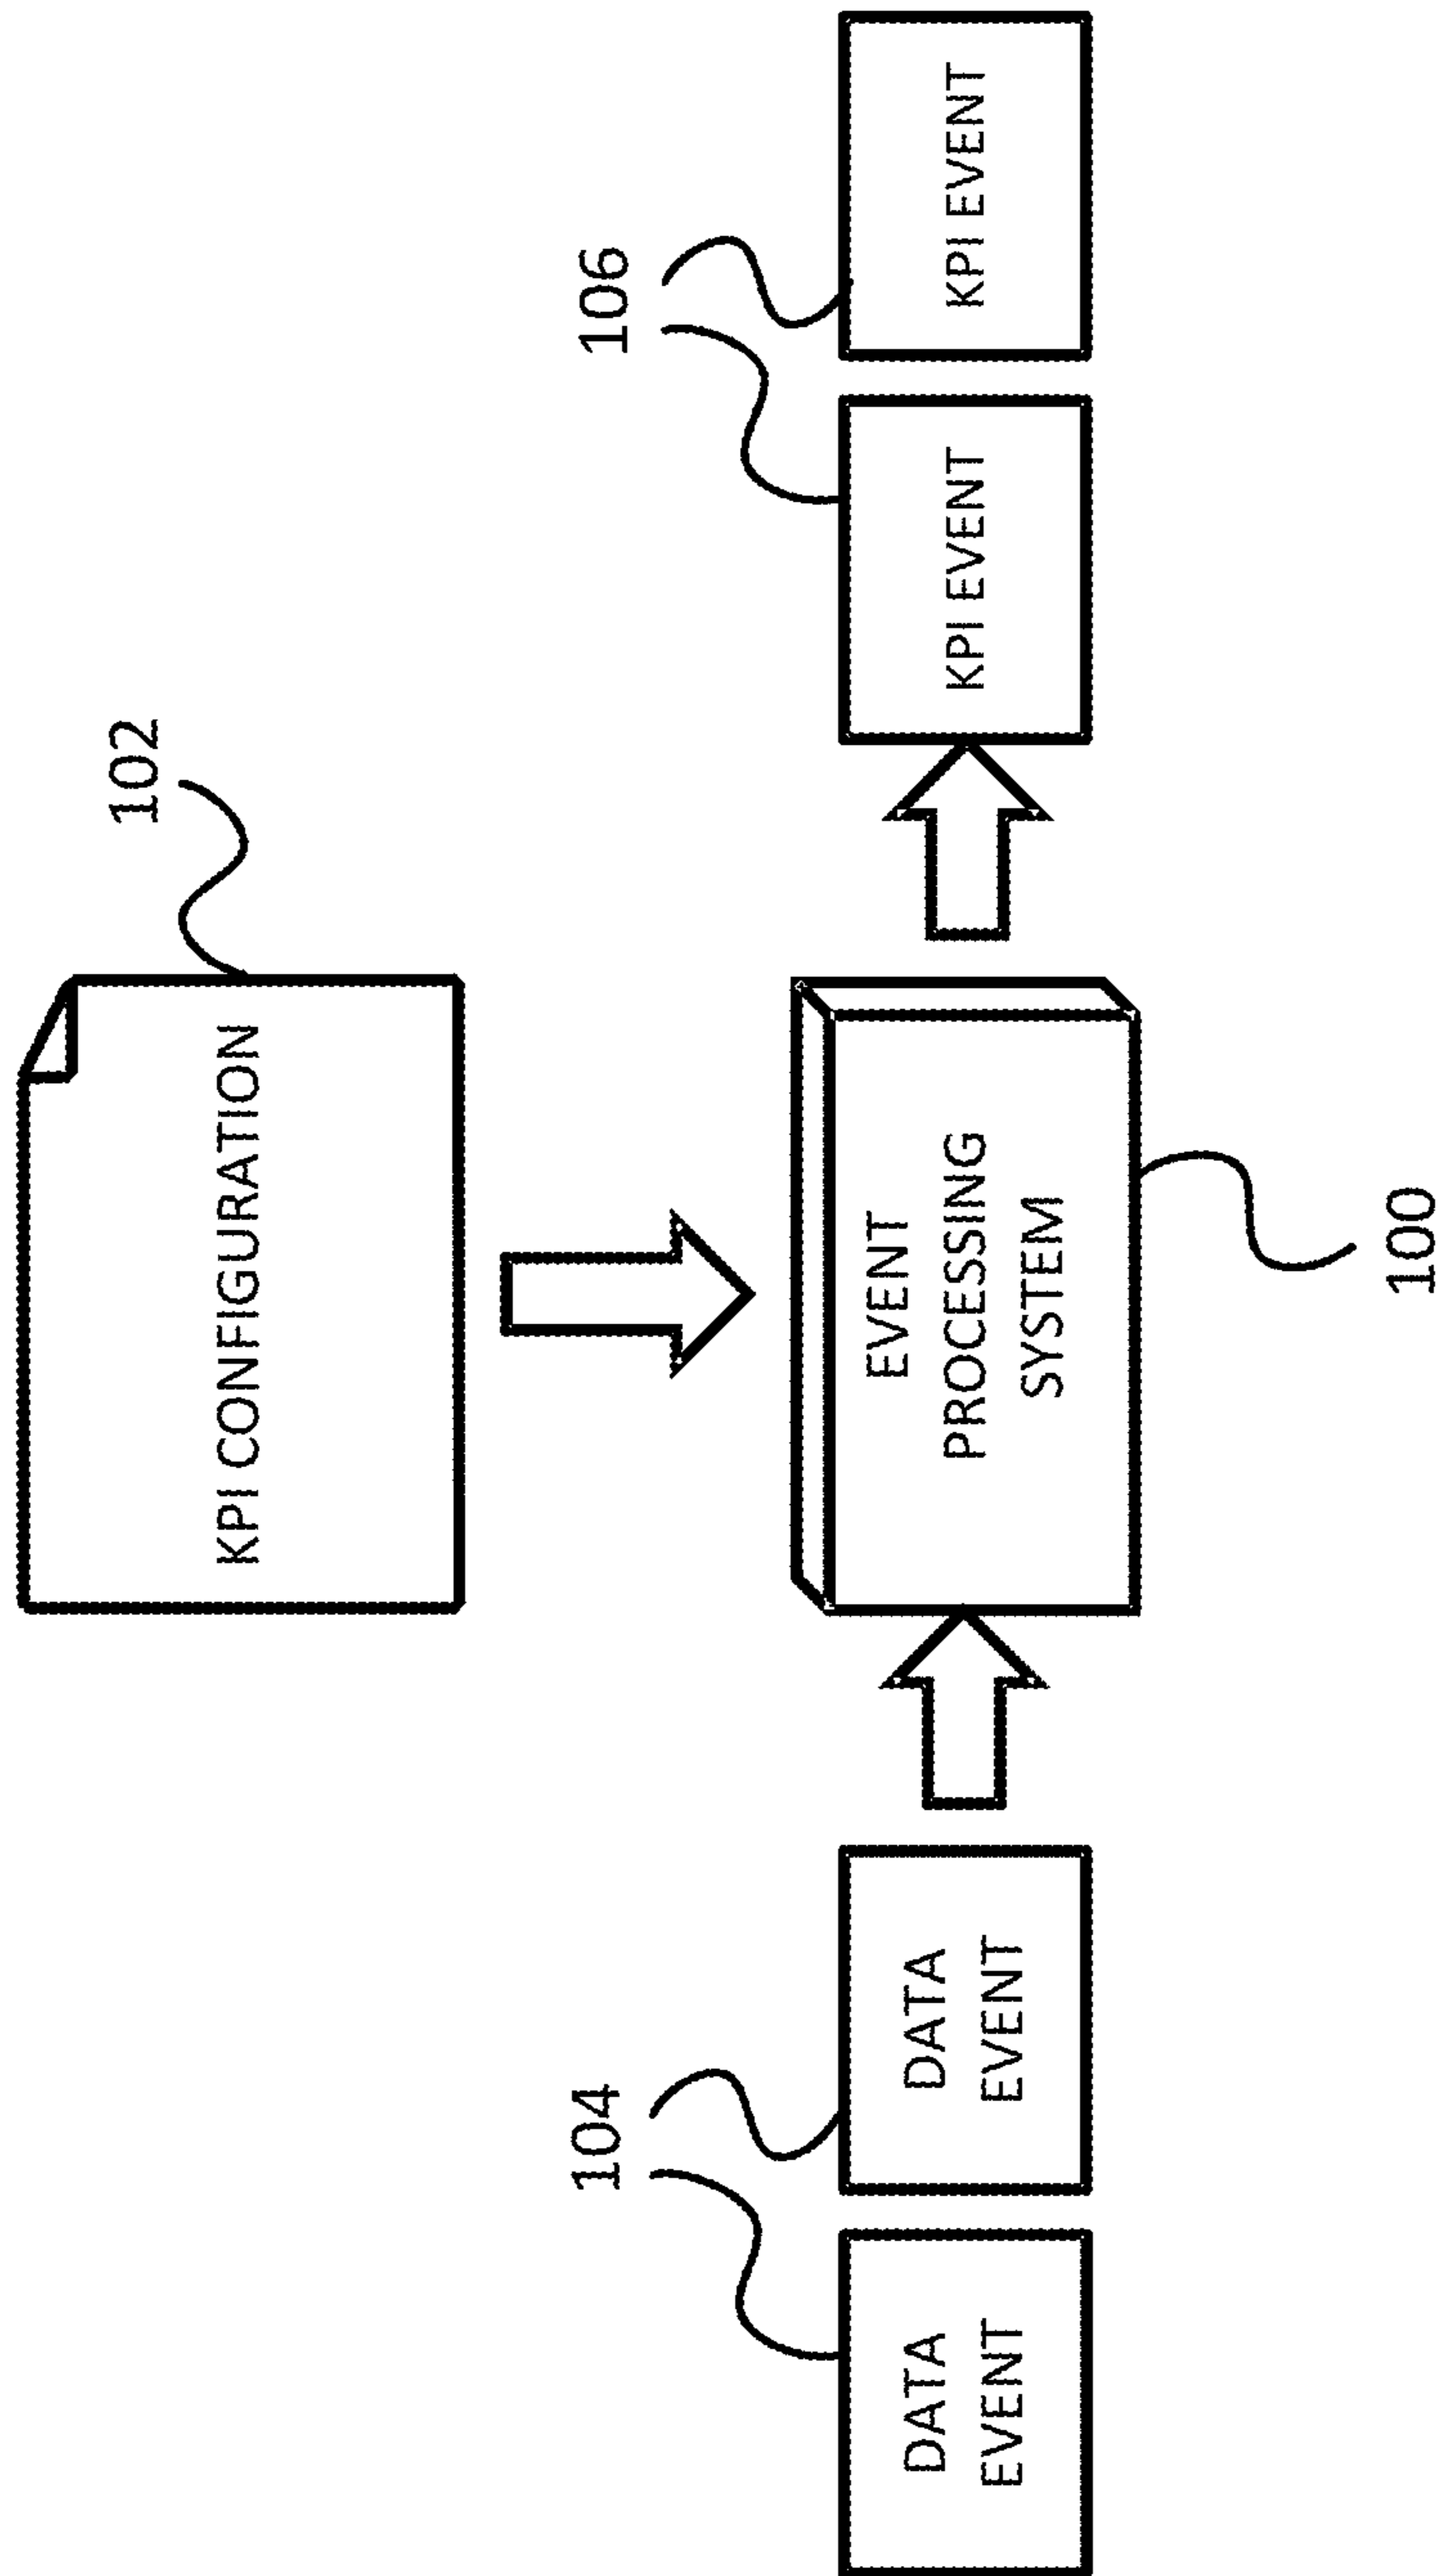 102
KPI CONFIGURATION
104
106
DATA
EVENT
DATA
EVENT
EVENT
PROCESSING
SYSTEM
KPI EVENT
KPI EVENT
100